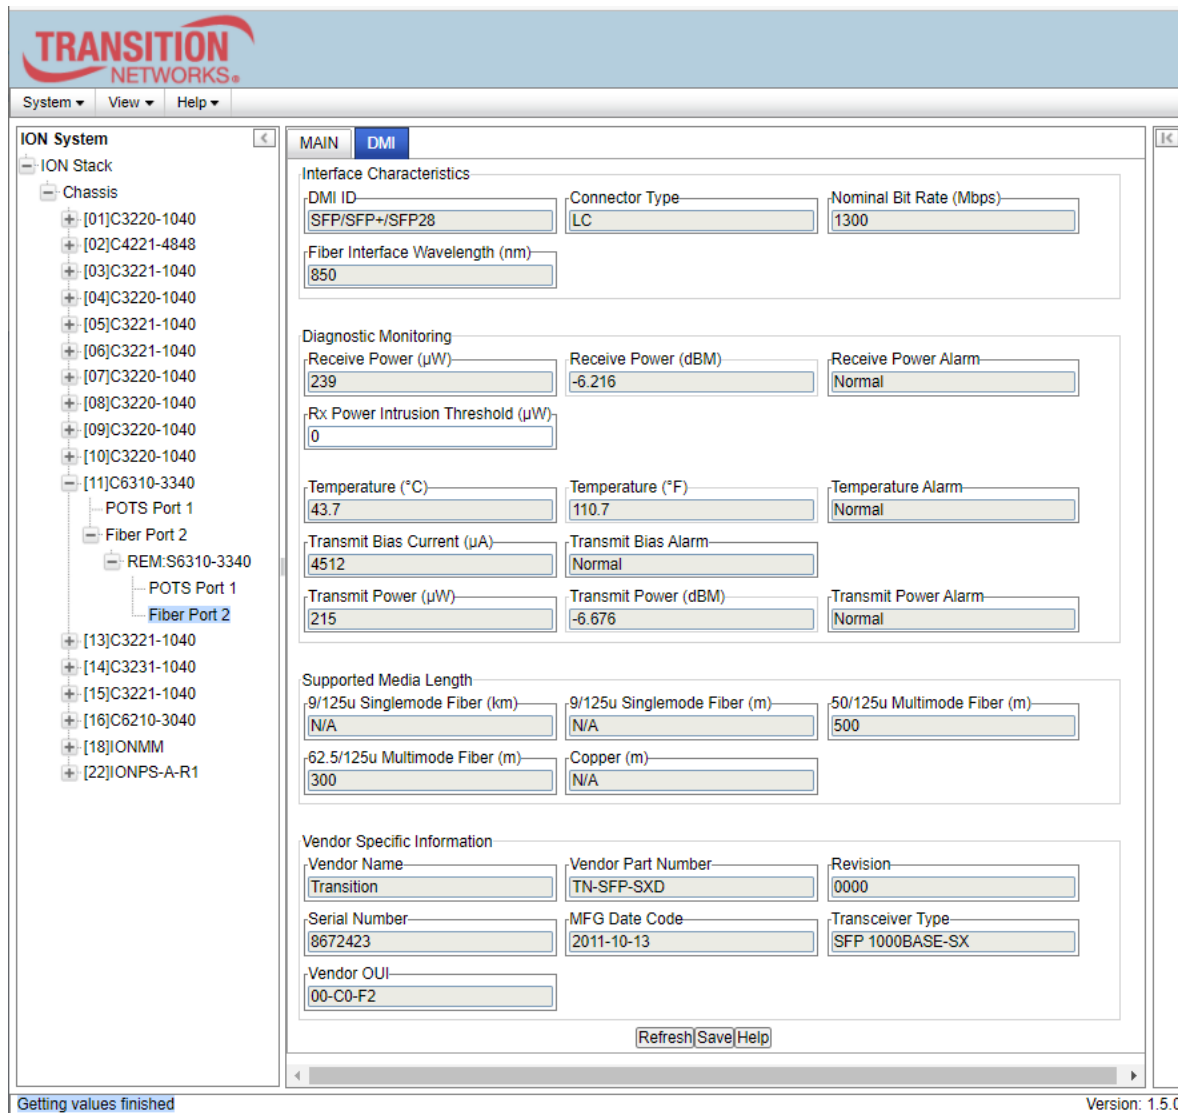 TRANSITION
NETWORKS®
System View Help
ION System
ION Stack
Chassis
[01]C3220-1040
[02]C4221-4848
[03]C3221-1040
[04]C3220-1040
[05]C3221-1040
[06]C3221-1040
[07]C3220-1040
[08]C3220-1040
[09]C3220-1040
[10]C3220-1040
[11]C6310-3340
POTS Port 1
Fiber Port 2
REM:S6310-3340
POTS Port 1
Fiber Port 2
[13]C3221-1040
[14]C3231-1040
[15]C3221-1040
[16]C6210-3040
[18]IONMM
[22]IONPS-A-R1
MAIN DMI
Interface Characteristics
DMI ID Connector Type Nominal Bit Rate (Mbps)
SFP/SFP+/SFP28 LC 1300
Fiber Interface Wavelength (nm)
850
Diagnostic Monitoring
Receive Power (µW) Receive Power (dBM) Receive Power Alarm
239 -6.216 Normal
Rx Power Intrusion Threshold (µW)
0
Temperature (°C) Temperature (°F) Temperature Alarm
43.7 110.7 Normal
Transmit Bias Current (µA) Transmit Bias Alarm
4512 Normal
Transmit Power (µW) Transmit Power (dBM) Transmit Power Alarm
215 -6.676 Normal
Supported Media Length
9/125u Singlemode Fiber (km) 9/125u Singlemode Fiber (m) 50/125u Multimode Fiber (m)
N/A N/A 500
62.5/125u Multimode Fiber (m) Copper (m)
300 N/A
Vendor Specific Information
Vendor Name Vendor Part Number Revision
Transition TN-SFP-SXD 0000
Serial Number MFG Date Code Transceiver Type
8672423 2011-10-13 SFP 1000BASE-SX
Vendor OUI
00-C0-F2
Refresh Save Help
Getting values finished Version: 1.5.0